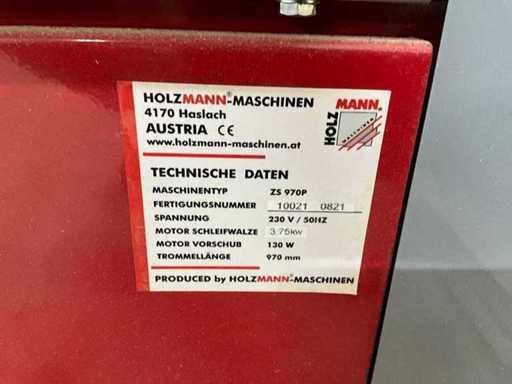 HOLZMANN®-MASCHINEN
4170 Haslach
AUSTRIA CE
www.holzmann-maschinen.at
HOLZ MANN®
TECHNISCHE DATEN
MASCHINENTYP ZS 970P
FERTIGUNGSNUMMER 10021 0821
SPANNUNG 230 V / 50HZ
MOTOR SCHLEIFWALZE 3.75kW
MOTOR VORSCHUB 130 W
TROMMELLÄNGE 970 mm
PRODUCED by HOLZMANN®-MASCHINEN